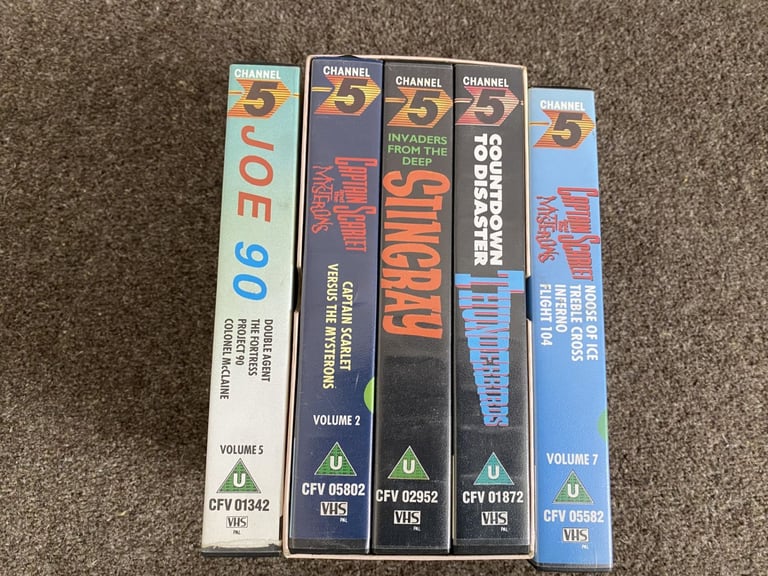 CHANNEL
5
JOE 90
DOUBLE AGENT
THE FORTRESS
PROJECT 90
COLONEL McCLAINE
VOLUME 5
U
CFV 01342
VHS
PAL
CHANNEL
5
CAPTAIN SCARLET
AND THE
MYSTERONS
CAPTAIN SCARLET
VERSUS THE MYSTERONS
VOLUME 2
U
CFV 05802
VHS
PAL
CHANNEL
5
INVADERS
FROM THE
DEEP
STINGRAY
U
CFV 02952
VHS
PAL
CHANNEL
5
COUNTDOWN
TO DISASTER
THUNDERBIRDS
U
CFV 01872
VHS
PAL
CHANNEL
5
CAPTAIN SCARLET
AND THE
MYSTERONS
NOOSE OF ICE
TREBLE CROSS
INFERNO
FLIGHT 104
VOLUME 7
U
CFV 05582
VHS
PAL